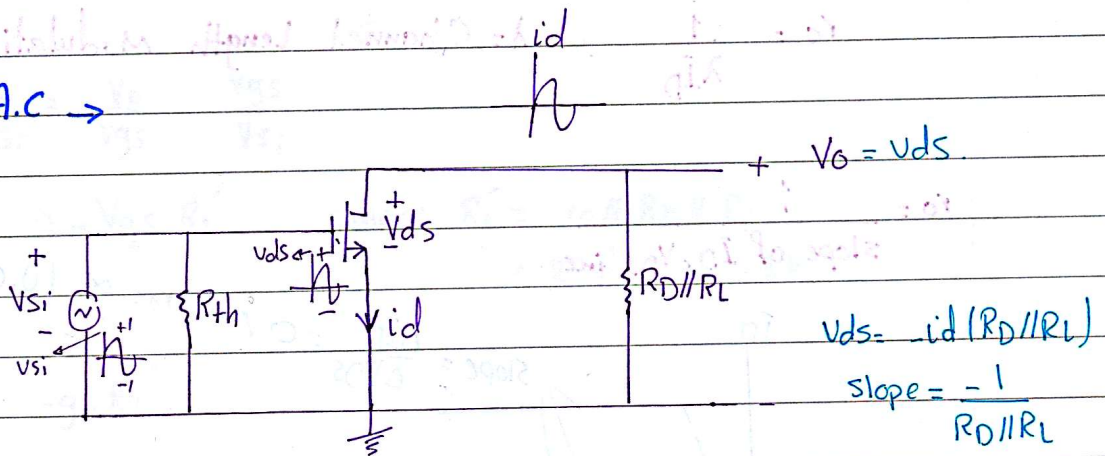 id
A.C →
+ Vo = vds.
+
Vds
-
vds + -
+
Vsi
-
Rth
RD//RL
id
vsi +1 -1
vds = -id (RD//RL)
slope = -1 / RD//RL